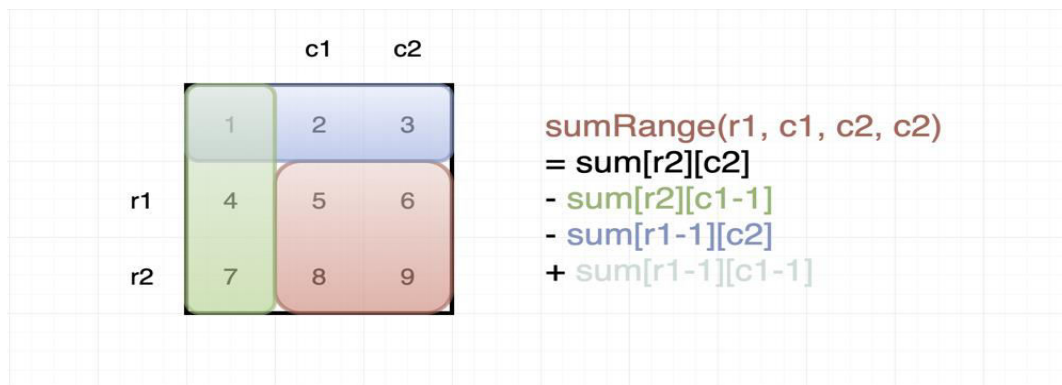 c1 c2
1 2 3
r1 4 5 6
r2 7 8 9
sumRange(r1, c1, c2, c2)
= sum[r2][c2]
- sum[r2][c1-1]
- sum[r1-1][c2]
+ sum[r1-1][c1-1]